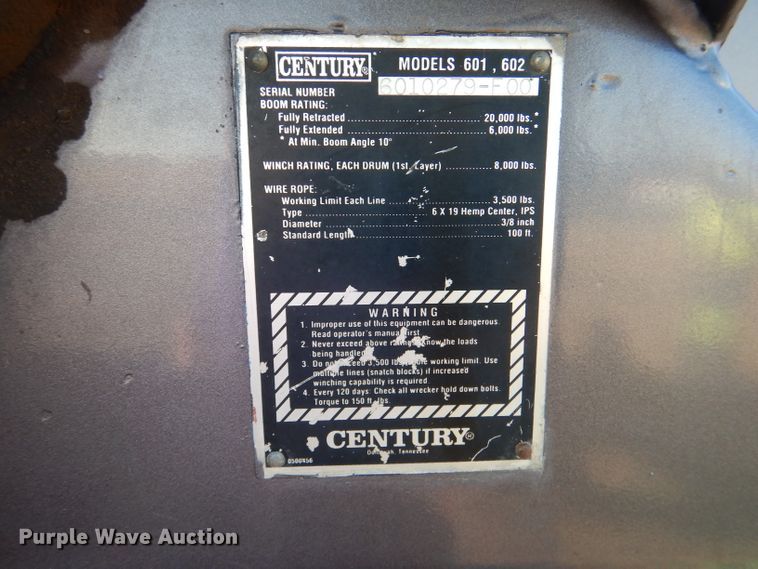 CENTURY® MODELS 601 , 602
SERIAL NUMBER 6010279-F00
BOOM RATING:
Fully Retracted 20,000 lbs.*
Fully Extended 6,000 lbs.*
* At Min. Boom Angle 10°
WINCH RATING, EACH DRUM (1st. Layer) 8,000 lbs.
WIRE ROPE:
Working Limit Each Line 3,500 lbs.
Type 6 X 19 Hemp Center, IPS
Diameter 3/8 inch
Standard Length 100 ft.
WARNING
1. Improper use of this equipment can be dangerous.
Read operator's manual first.
2. Never exceed above ratings, know the loads
being handled.
3. Do not exceed 3,500 lbs. line working limit. Use
multiple lines (snatch blocks) if increased
winching capability is required.
4. Every 120 days: Check all wrecker hold down bolts.
Torque to 150 ft. lbs.
CENTURY®
Tennessee
0500456
Purple Wave Auction®